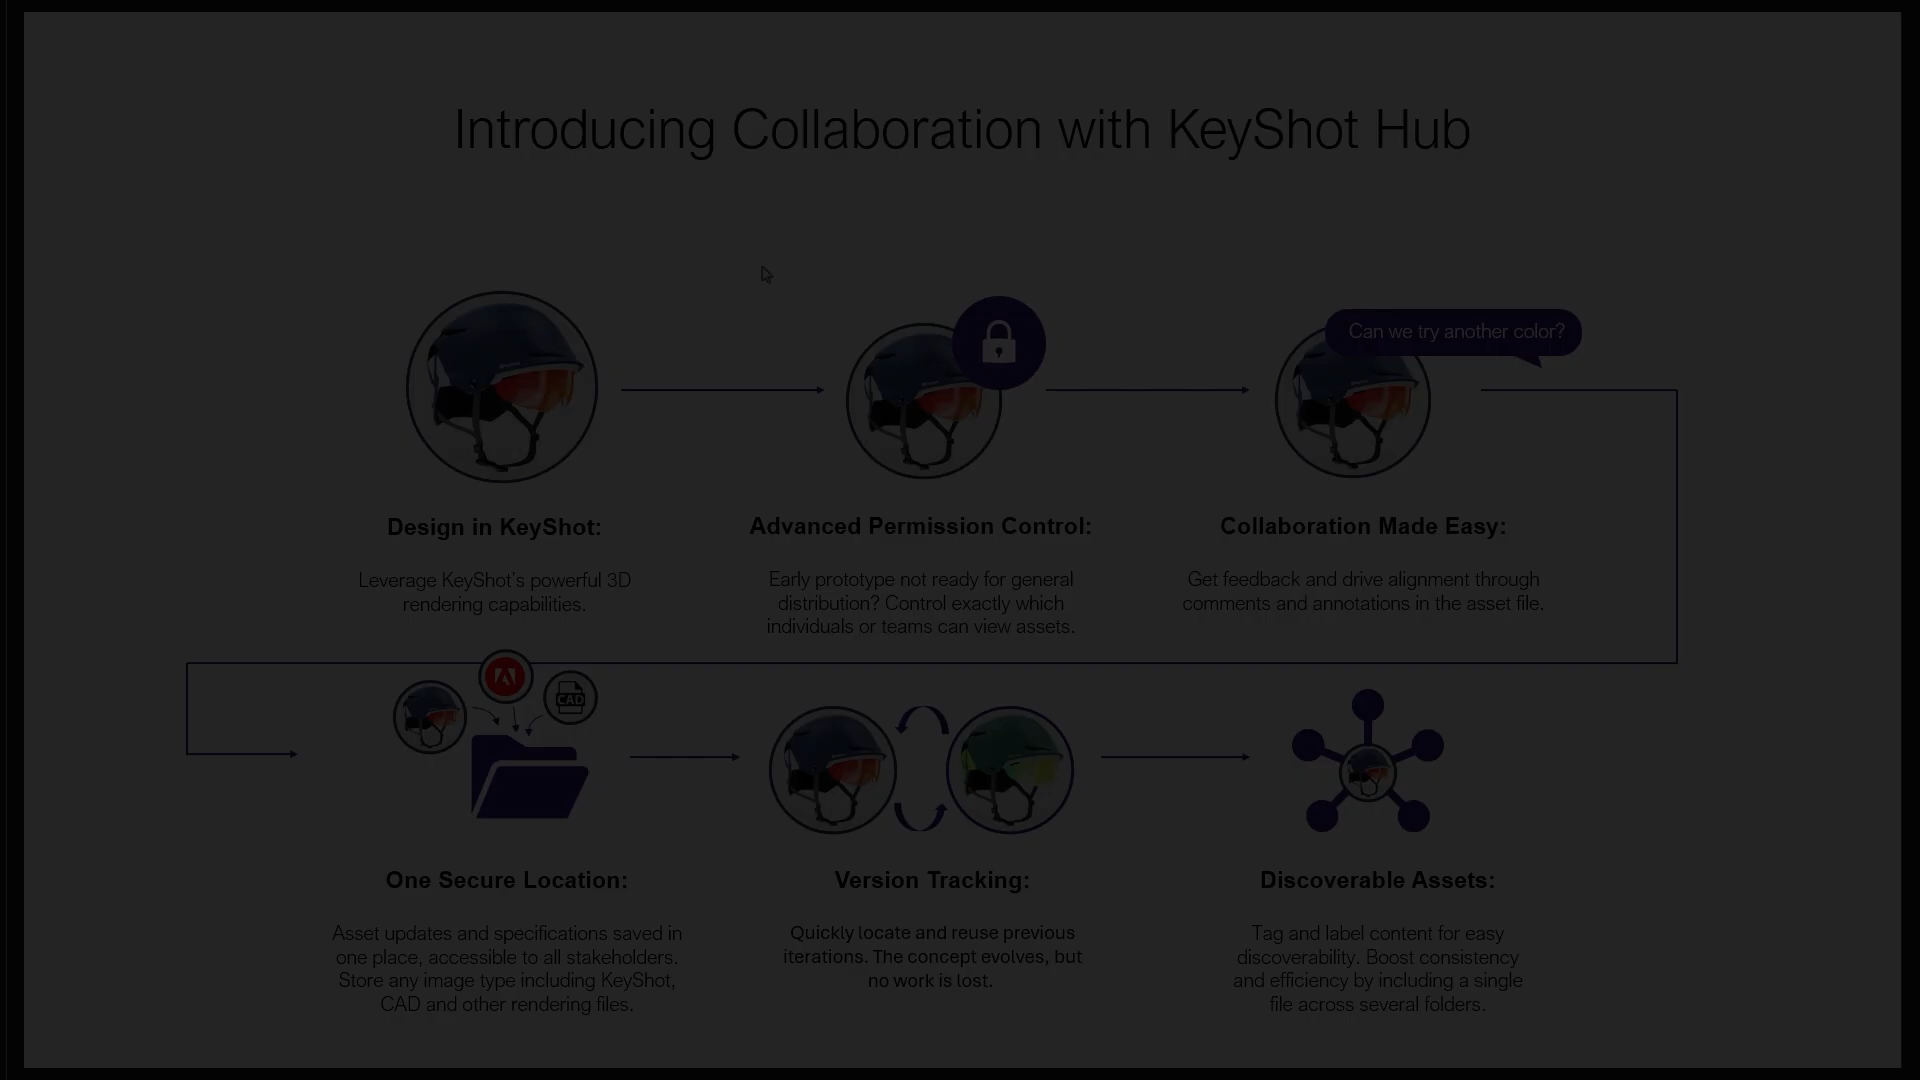 Introducing Collaboration with KeyShot Hub
Can we try another color?
Design in KeyShot:
Leverage KeyShot's powerful 3D
rendering capabilities.
Advanced Permission Control:
Early prototype not ready for general
distribution? Control exactly which
individuals or teams can view assets.
Collaboration Made Easy:
Get feedback and drive alignment through
comments and annotations in the asset file.
CAD
One Secure Location:
Asset updates and specifications saved in
one place, accessible to all stakeholders.
Store any image type including KeyShot,
CAD and other rendering files.
Version Tracking:
Quickly locate and reuse previous
iterations. The concept evolves, but
no work is lost.
Discoverable Assets:
Tag and label content for easy
discoverability. Boost consistency
and efficiency by including a single
file across several folders.